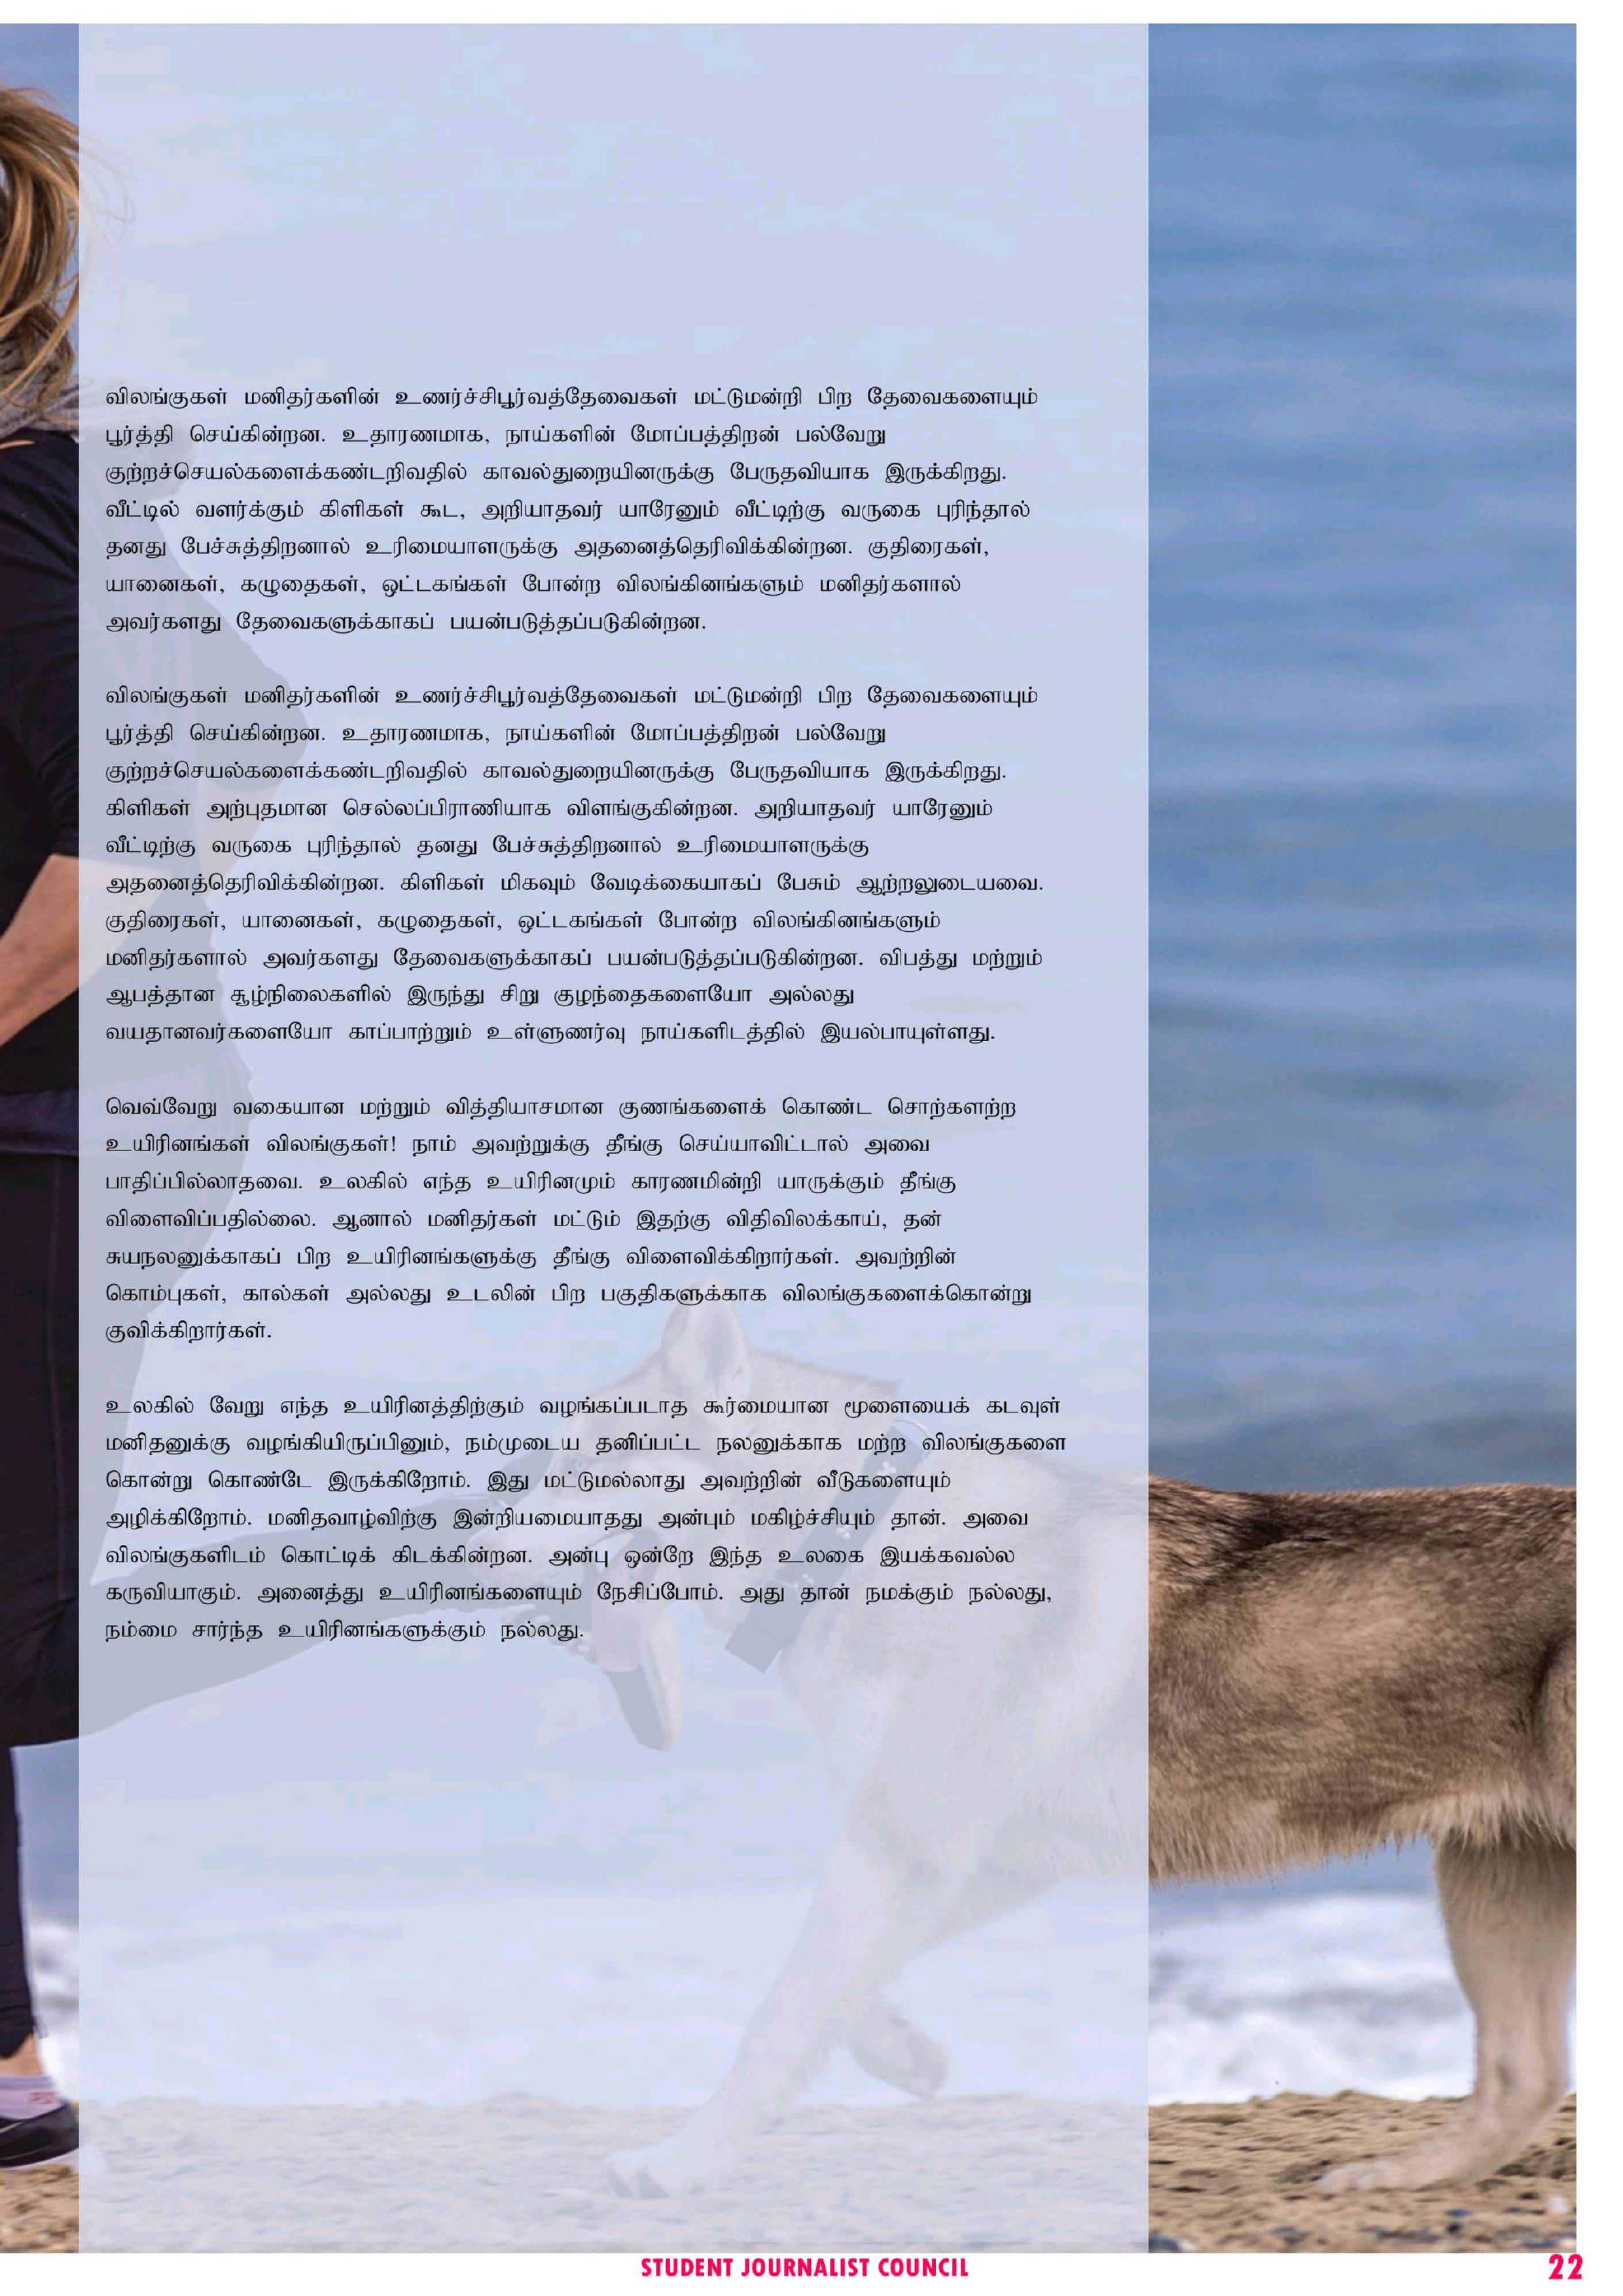 விலங்குகள் மனிதர்களின் உணர்ச்சிபூர்வத்தேவைகள் மட்டுமன்றி பிற தேவைகளையும்
பூர்த்தி செய்கின்றன. உதாரணமாக, நாய்களின் மோப்பத்திறன் பல்வேறு
குற்றச்செயல்களைக்கண்டறிவதில் காவல்துறையினருக்கு பேருதவியாக இருக்கிறது.
வீட்டில் வளர்க்கும் கிளிகள் கூட, அறியாதவர் யாரேனும் வீட்டிற்கு வருகை புரிந்தால்
தனது பேச்சுத்திறனால் உரிமையாளருக்கு அதனைத்தெரிவிக்கின்றன. குதிரைகள்,
யானைகள், கழுதைகள், ஒட்டகங்கள் போன்ற விலங்கினங்களும் மனிதர்களால்
அவர்களது தேவைகளுக்காகப் பயன்படுத்தப்படுகின்றன.
விலங்குகள் மனிதர்களின் உணர்ச்சிபூர்வத்தேவைகள் மட்டுமன்றி பிற தேவைகளையும்
பூர்த்தி செய்கின்றன. உதாரணமாக, நாய்களின் மோப்பத்திறன் பல்வேறு
குற்றச்செயல்களைக்கண்டறிவதில் காவல்துறையினருக்கு பேருதவியாக இருக்கிறது.
கிளிகள் அற்புதமான செல்லப்பிராணியாக விளங்குகின்றன. அறியாதவர் யாரேனும்
வீட்டிற்கு வருகை புரிந்தால் தனது பேச்சுத்திறனால் உரிமையாளருக்கு
அதனைத்தெரிவிக்கின்றன. கிளிகள் மிகவும் வேடிக்கையாகப் பேசும் ஆற்றலுடையவை.
குதிரைகள், யானைகள், கழுதைகள், ஒட்டகங்கள் போன்ற விலங்கினங்களும்
மனிதர்களால் அவர்களது தேவைகளுக்காகப் பயன்படுத்தப்படுகின்றன. விபத்து மற்றும்
ஆபத்தான சூழ்நிலைகளில் இருந்து சிறு குழந்தைகளையோ அல்லது
வயதானவர்களையோ காப்பாற்றும் உள்ளுணர்வு நாய்களிடத்தில் இயல்பாயுள்ளது.
வெவ்வேறு வகையான மற்றும் வித்தியாசமான குணங்களைக் கொண்ட சொற்களற்ற
உயிரினங்கள் விலங்குகள்! நாம் அவற்றுக்கு தீங்கு செய்யாவிட்டால் அவை
பாதிப்பில்லாதவை. உலகில் எந்த உயிரினமும் காரணமின்றி யாருக்கும் தீங்கு
விளைவிப்பதில்லை. ஆனால் மனிதர்கள் மட்டும் இதற்கு விதிவிலக்காய், தன்
சுயநலனுக்காகப் பிற உயிரினங்களுக்கு தீங்கு விளைவிக்கிறார்கள். அவற்றின்
கொம்புகள், கால்கள் அல்லது உடலின் பிற பகுதிகளுக்காக விலங்குகளைக்கொன்று
குவிக்கிறார்கள்.
உலகில் வேறு எந்த உயிரினத்திற்கும் வழங்கப்படாத கூர்மையான மூளையைக் கடவுள்
மனிதனுக்கு வழங்கியிருப்பினும், நம்முடைய தனிப்பட்ட நலனுக்காக மற்ற விலங்குகளை
கொன்று கொண்டே இருக்கிறோம். இது மட்டுமல்லாது அவற்றின் வீடுகளையும்
அழிக்கிறோம். மனிதவாழ்விற்கு இன்றியமையாதது அன்பும் மகிழ்ச்சியும் தான். அவை
விலங்குகளிடம் கொட்டிக் கிடக்கின்றன. அன்பு ஒன்றே இந்த உலகை இயக்கவல்ல
கருவியாகும். அனைத்து உயிரினங்களையும் நேசிப்போம். அது தான் நமக்கும் நல்லது,
நம்மை சார்ந்த உயிரினங்களுக்கும் நல்லது.
STUDENT JOURNALIST COUNCIL
22